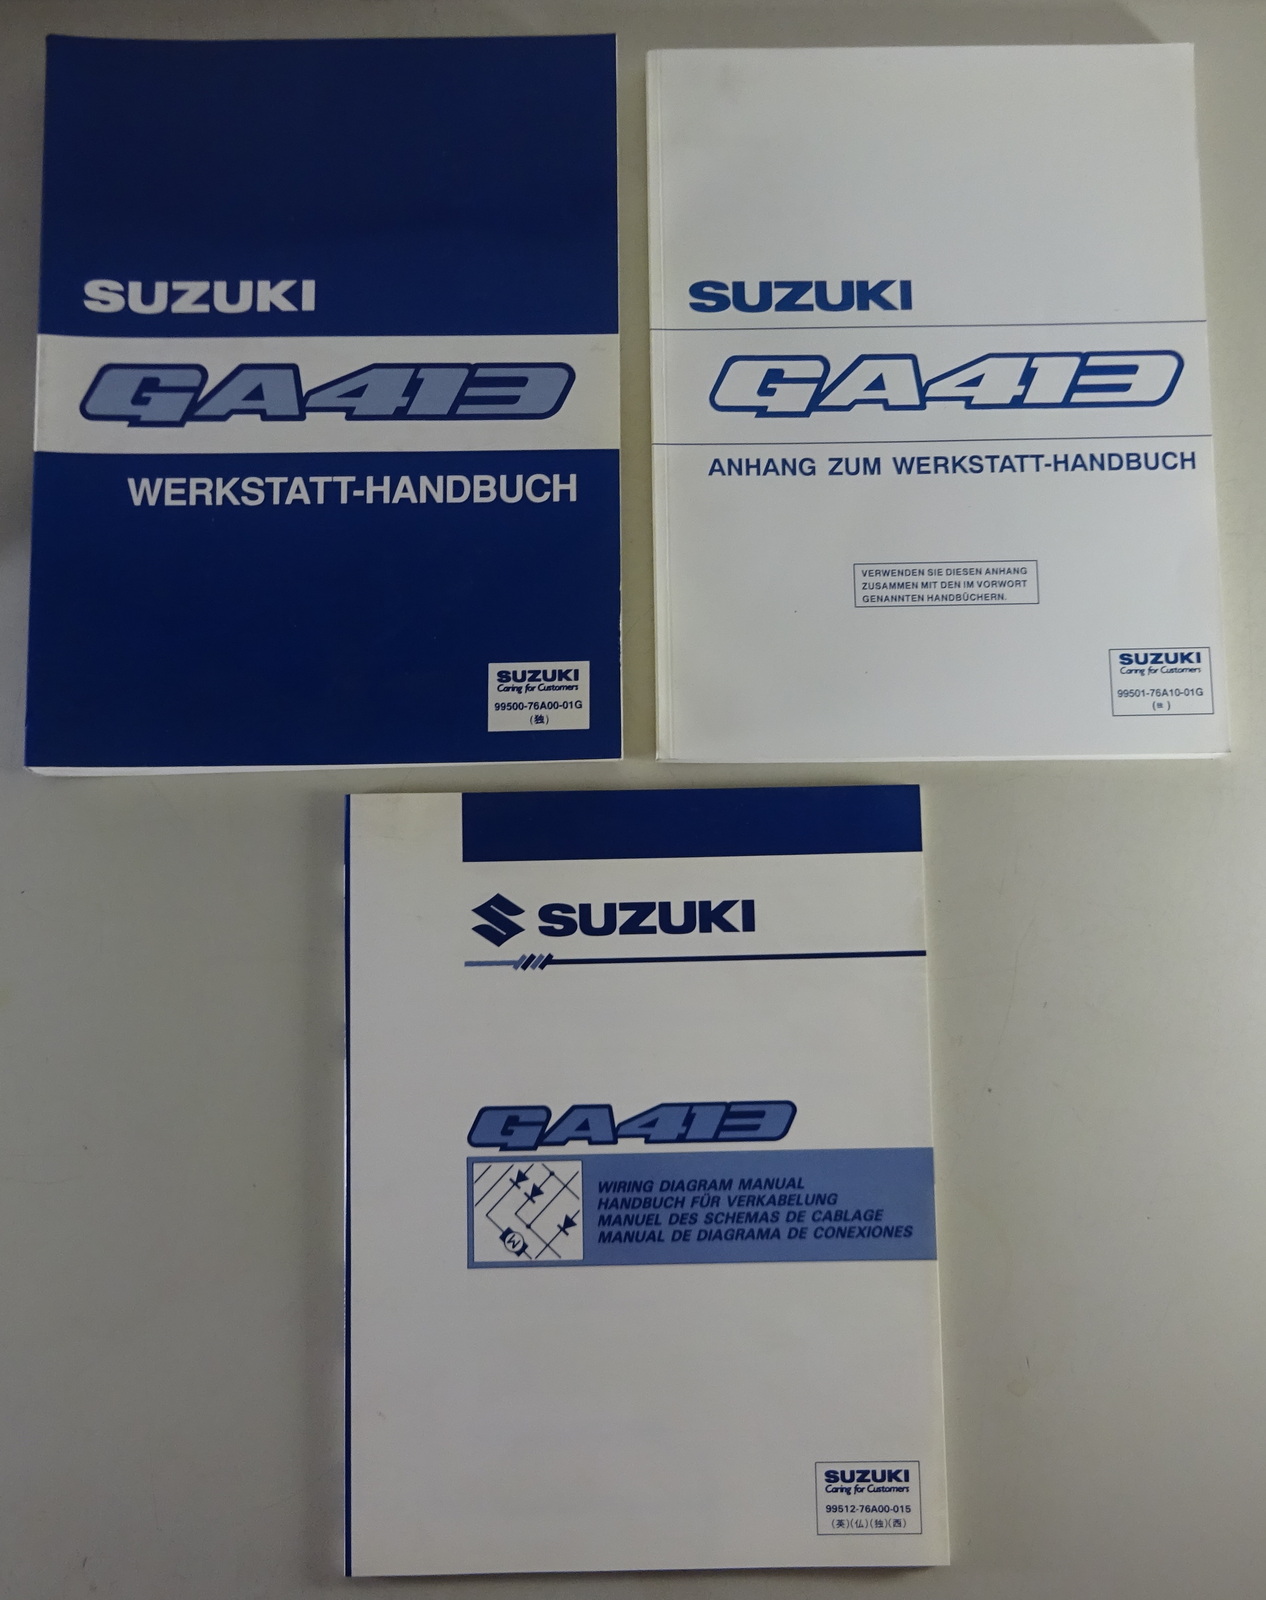 SUZUKI
GA413
WERKSTATT-HANDBUCH
SUZUKI
Caring for Customers
99500-76A00-01G
(独)
SUZUKI
GA413
ANHANG ZUM WERKSTATT-HANDBUCH
VERWENDEN SIE DIESEN ANHANG
ZUSAMMEN MIT DEN IM VORWORT
GENANNTEN HANDBÜCHERN.
SUZUKI
Caring for Customers
99501-76A10-01G
(独)
SUZUKI
GA413
WIRING DIAGRAM MANUAL
HANDBUCH FÜR VERKABELUNG
MANUEL DES SCHEMAS DE CABLAGE
MANUAL DE DIAGRAMA DE CONEXIONES
M
SUZUKI
Caring for Customers
99512-76A00-015
(英)(仏)(独)(西)